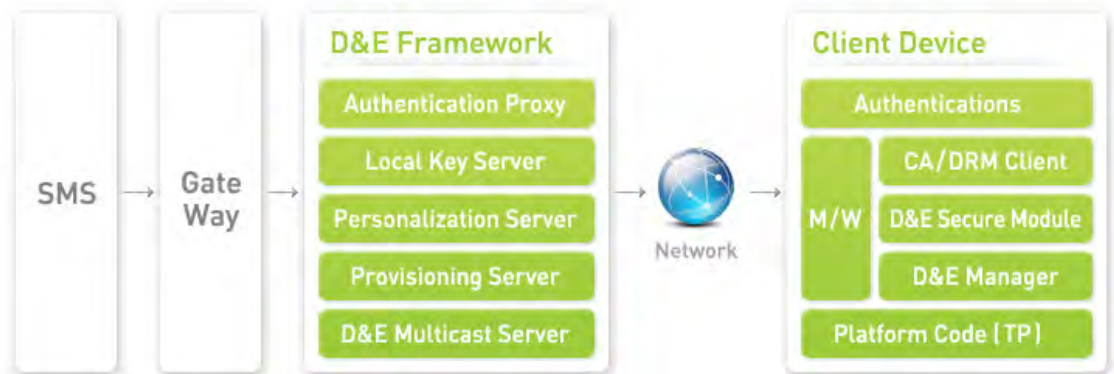 SMS
Gate
Way
D&E Framework
Authentication Proxy
Local Key Server
Personalization Server
Provisioning Server
D&E Multicast Server
Network
Client Device
Authentications
M/W
CA/DRM Client
D&E Secure Module
D&E Manager
Platform Code (TP)